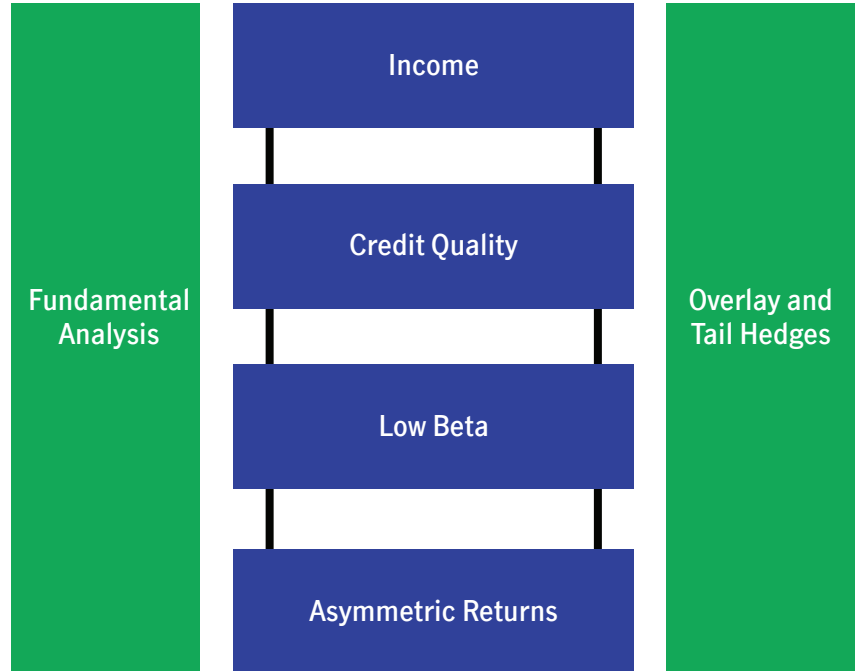 Income
Credit Quality
Fundamental
Analysis
Overlay and
Tail Hedges
Low Beta
Asymmetric Returns